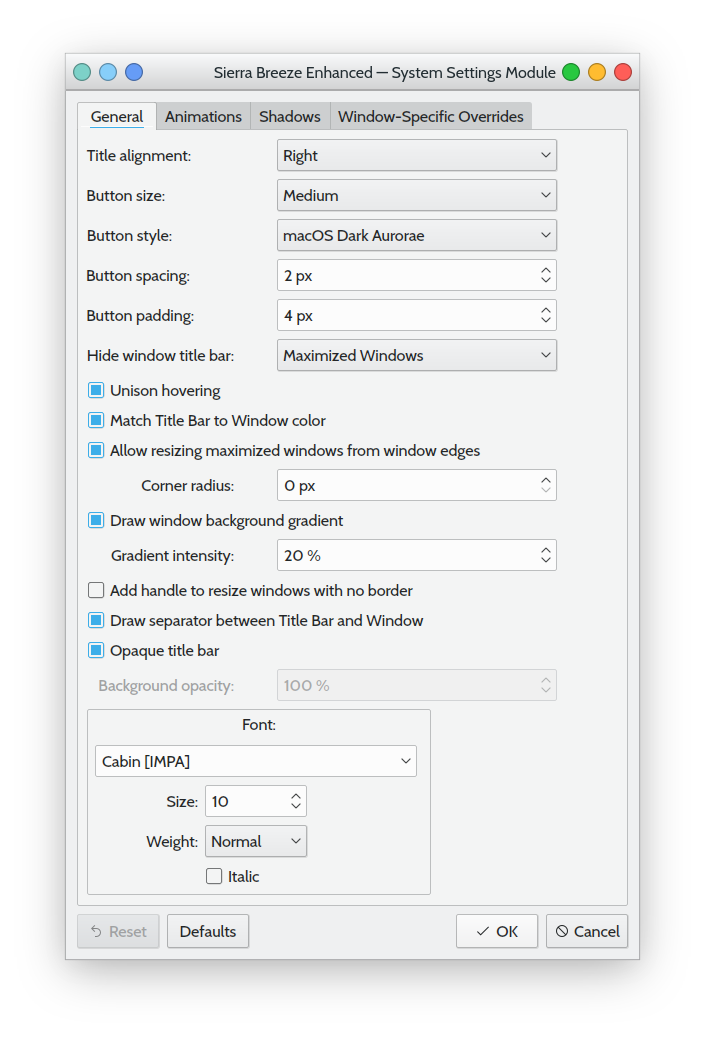 Sierra Breeze Enhanced — System Settings Module
General Animations Shadows Window-Specific Overrides
Title alignment: Right
Button size: Medium
Button style: macOS Dark Aurorae
Button spacing: 2 px
Button padding: 4 px
Hide window title bar: Maximized Windows
Unison hovering
Match Title Bar to Window color
Allow resizing maximized windows from window edges
Corner radius: 0 px
Draw window background gradient
Gradient intensity: 20 %
Add handle to resize windows with no border
Draw separator between Title Bar and Window
Opaque title bar
Background opacity: 100 %
Font:
Cabin [IMPA]
Size: 10
Weight: Normal
Italic
Reset Defaults OK Cancel